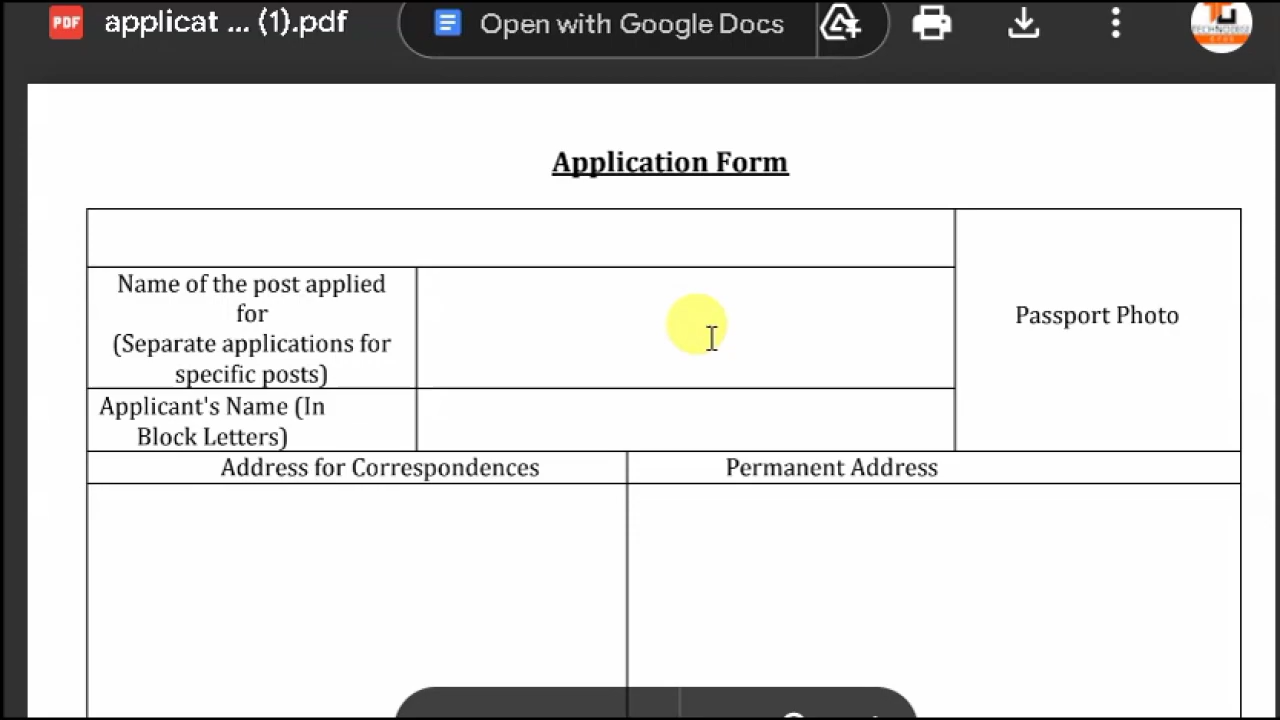 PDF
applicat ... (1).pdf
Open with Google Docs
Application Form
Name of the post applied
for
(Separate applications for
specific posts)
Passport Photo
Applicant's Name (In
Block Letters)
Address for Correspondences
Permanent Address